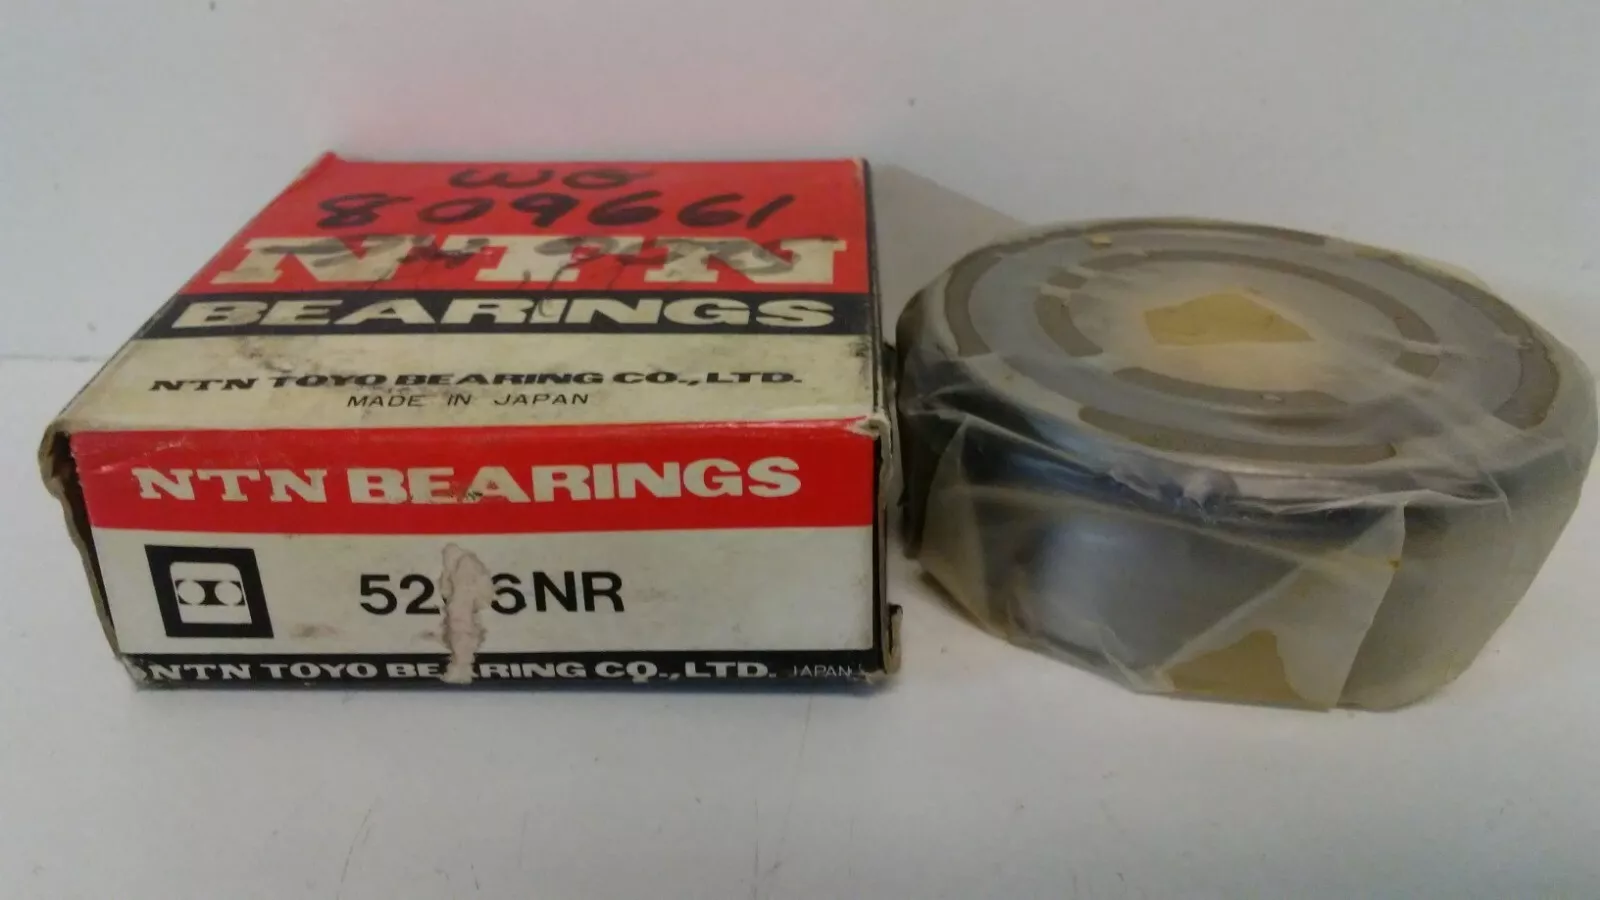 WO
809661
NTN
BEARINGS
NTN TOYO BEARING CO., LTD.
MADE IN JAPAN
NTN BEARINGS
NTN TOYO BEARING CO., LTD. JAPAN